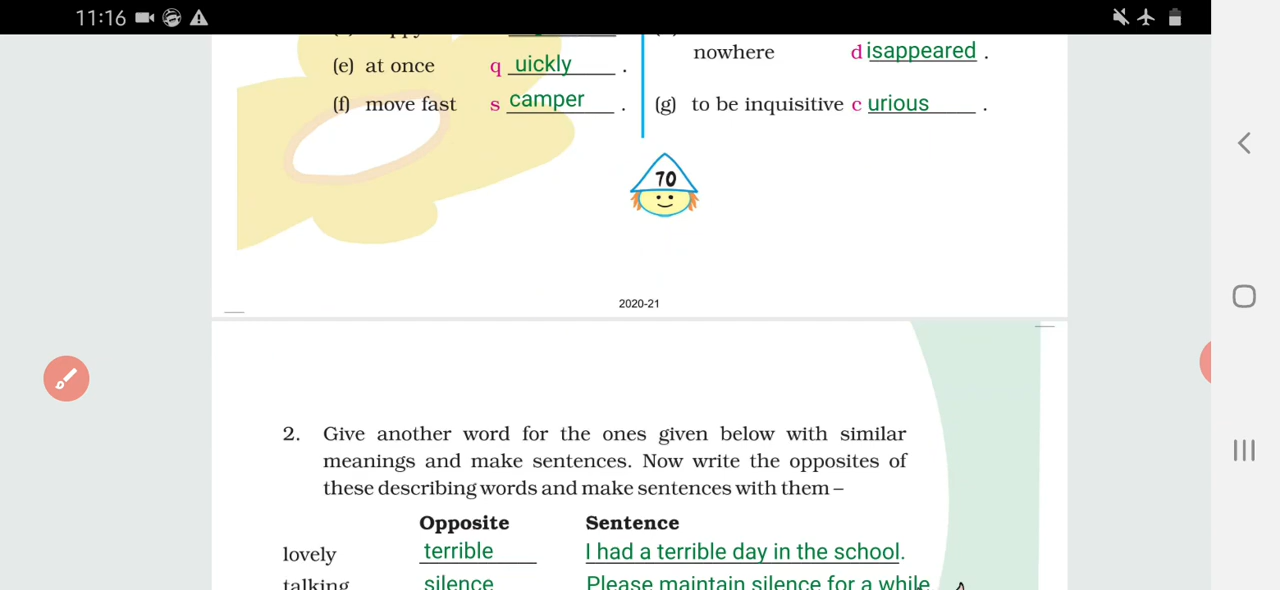 11:16
nowhere d isappeared .
(e) at once q uickly .
(f) move fast s camper .
(g) to be inquisitive c urious .
70
2020-21
2. Give another word for the ones given below with similar
meanings and make sentences. Now write the opposites of
these describing words and make sentences with them –
Opposite Sentence
lovely terrible I had a terrible day in the school.
talking silence Please maintain silence for a while